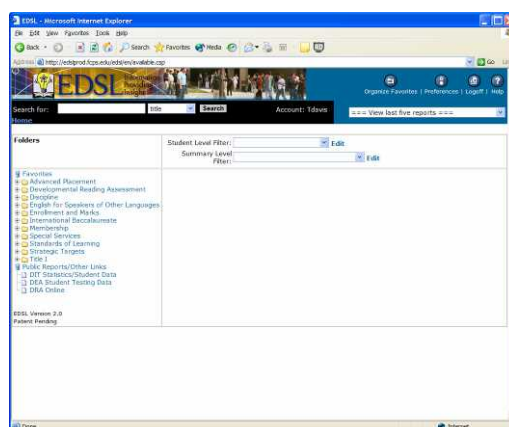 EDSL - Microsoft Internet Explorer
File Edit View Favorites Tools Help
Back Search Favorites Media
Address http://edslprod.fcps.edu/edsl/en/available.csp Go
EDSL Information Providing Insight
Organize Favorites | Preferences | Logoff | Help
Search for: title Search Account: Tdavis === View last five reports ===
Home
Folders
Student Level Filter: Edit
Summary Level Filter: Edit
Favorites
Advanced Placement
Developmental Reading Assessment
Discipline
English for Speakers of Other Languages
Enrollment and Marks
International Baccalaureate
Membership
Special Services
Standards of Learning
Strategic Targets
Title I
Public Reports/Other Links
DIT Statistics/Student Data
DEA Student Testing Data
DRA Online
EDSL Version 2.0
Patent Pending
Done Internet